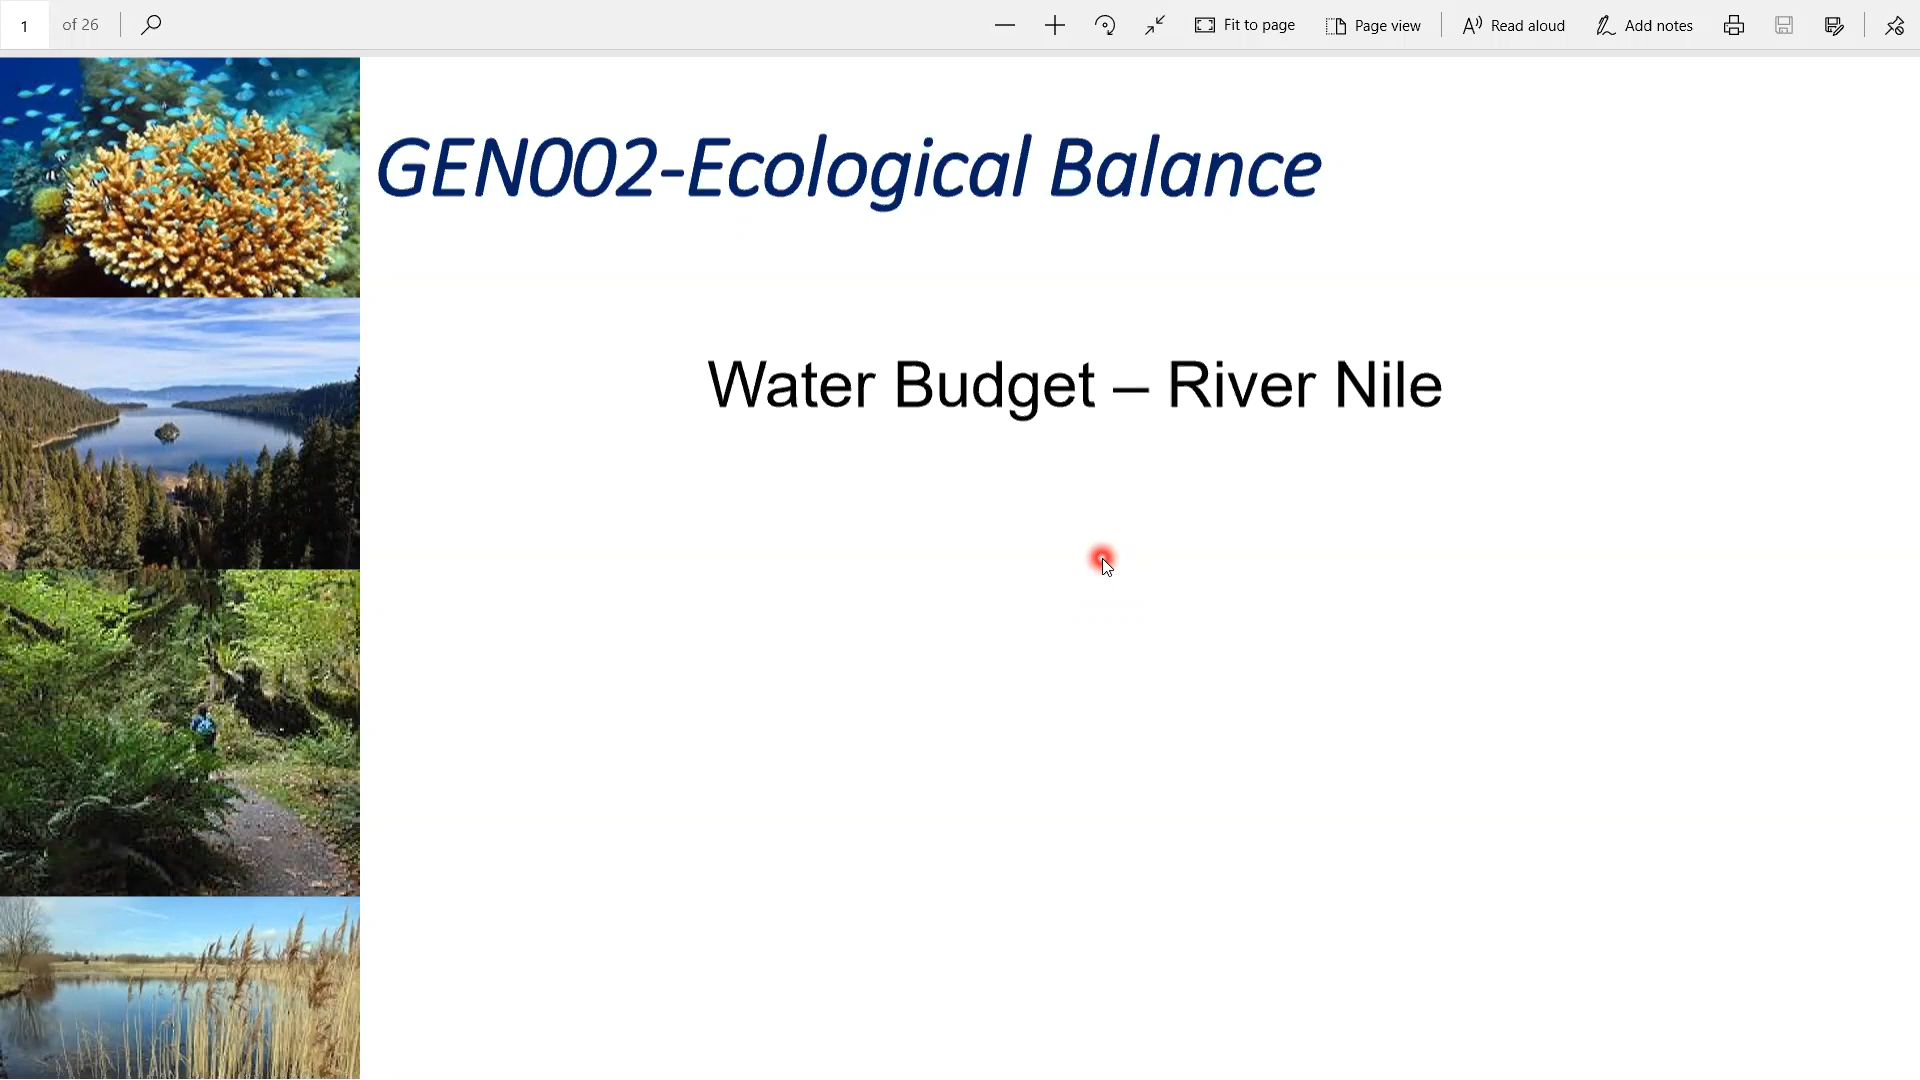 1 of 26 Fit to page Page view Read aloud Add notes
GEN002-Ecological Balance
Water Budget – River Nile